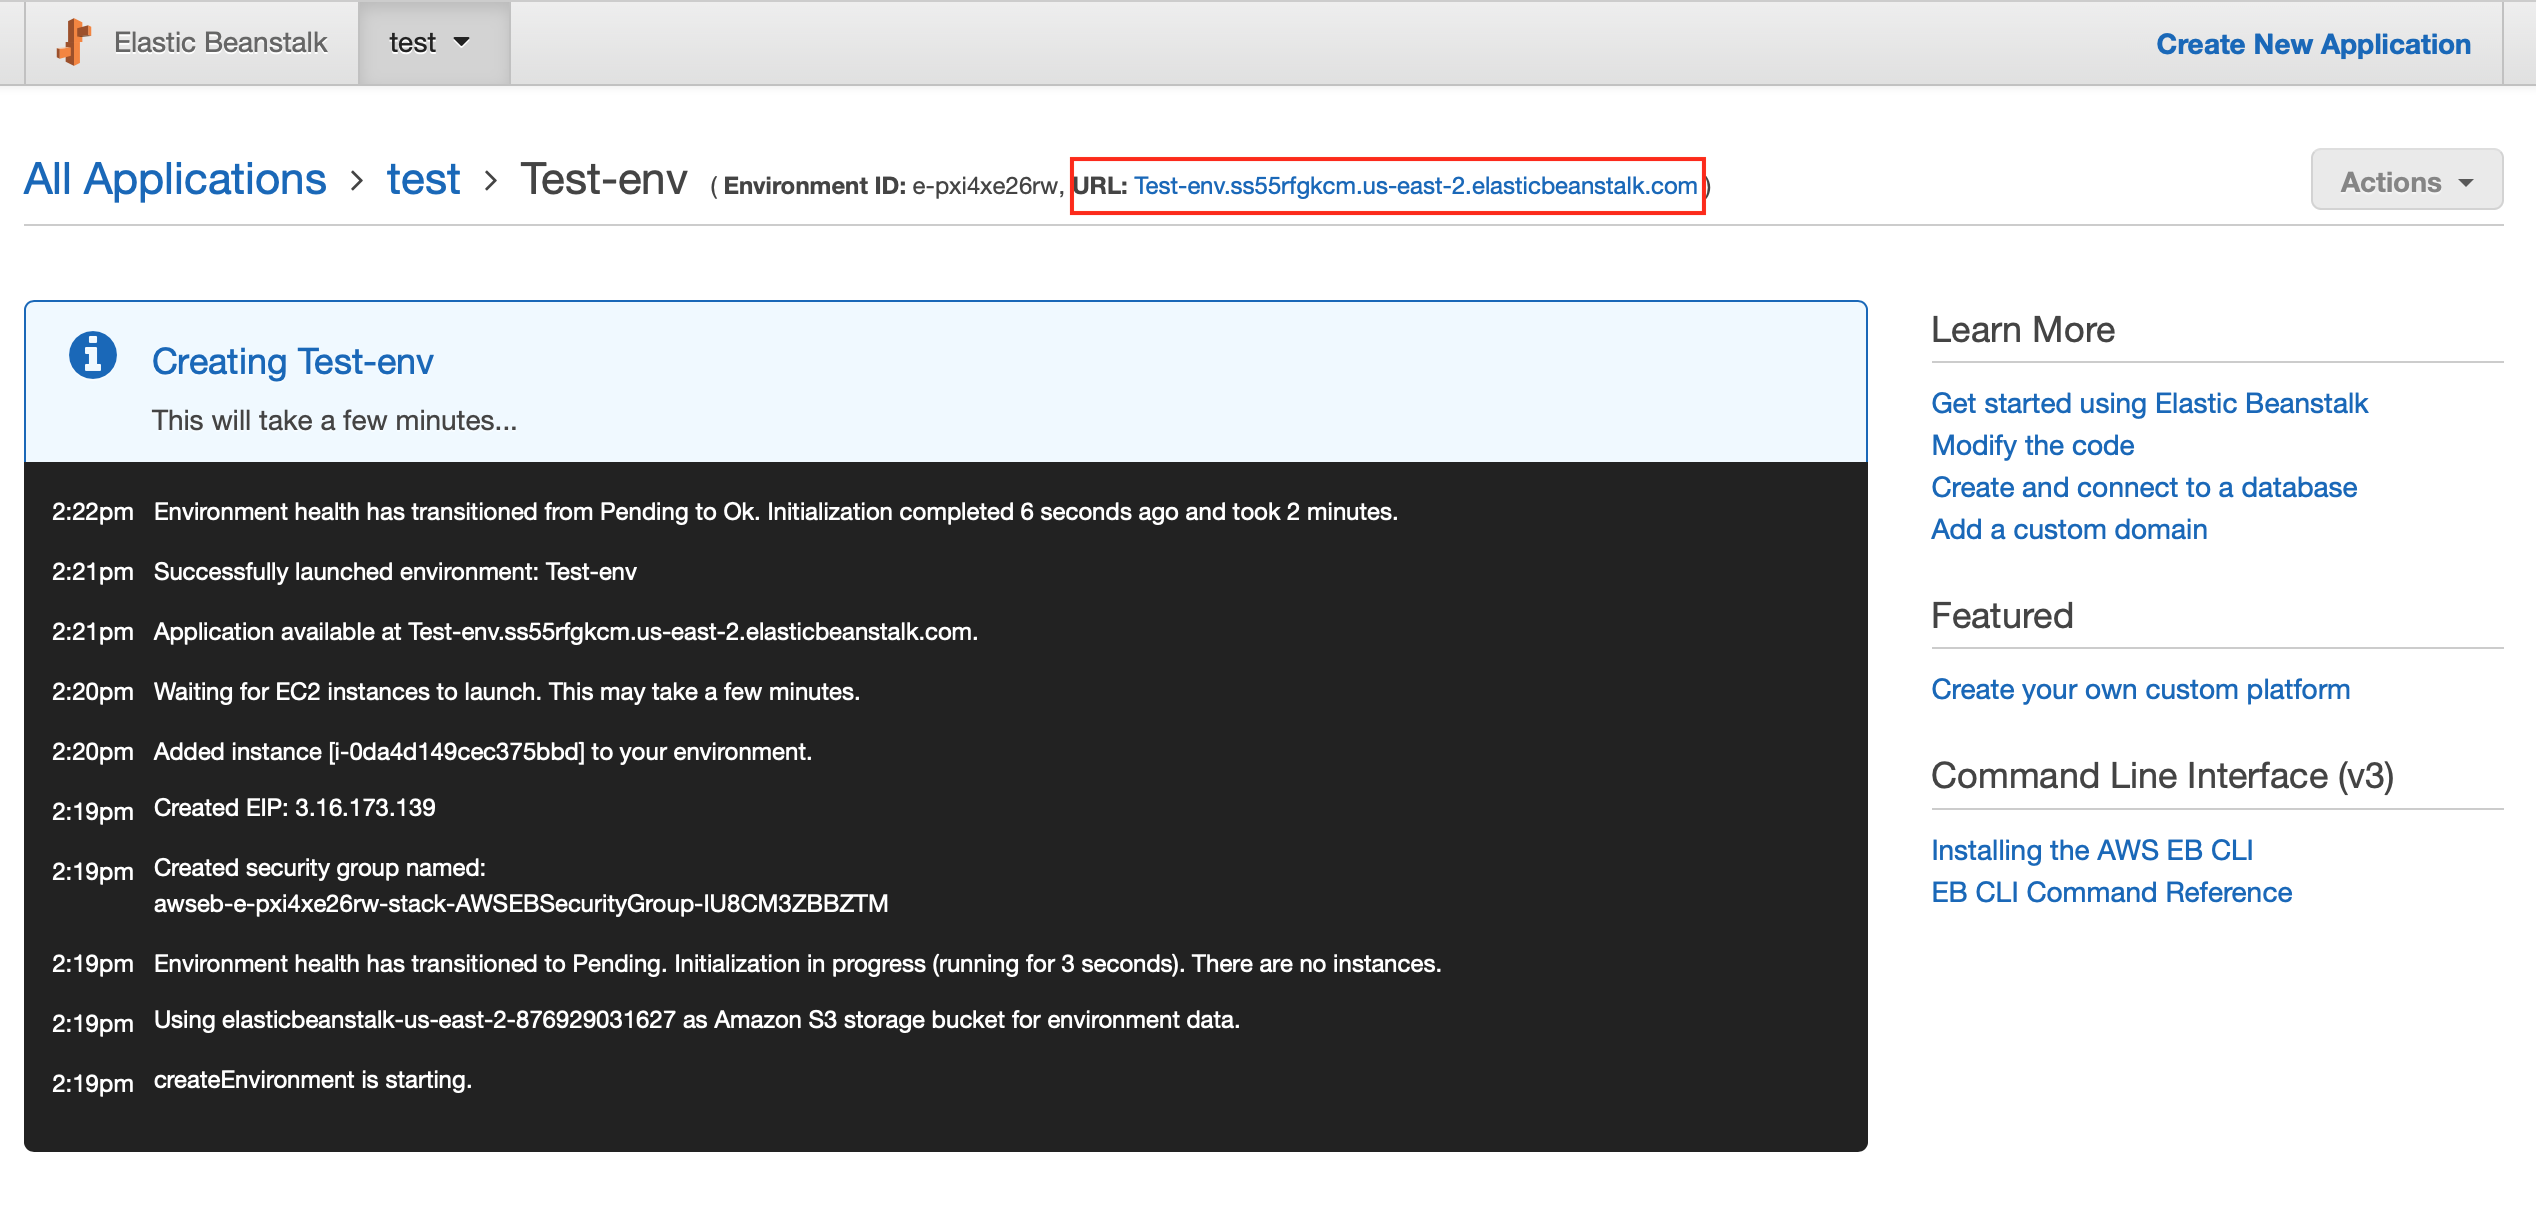 Elastic Beanstalk test Create New Application
All Applications > test > Test-env ( Environment ID: e-pxi4xe26rw, URL: Test-env.ss55rfgkcm.us-east-2.elasticbeanstalk.com )
Actions
Creating Test-env
This will take a few minutes...
2:22pm Environment health has transitioned from Pending to Ok. Initialization completed 6 seconds ago and took 2 minutes.
2:21pm Successfully launched environment: Test-env
2:21pm Application available at Test-env.ss55rfgkcm.us-east-2.elasticbeanstalk.com.
2:20pm Waiting for EC2 instances to launch. This may take a few minutes.
2:20pm Added instance [i-0da4d149cec375bbd] to your environment.
2:19pm Created EIP: 3.16.173.139
2:19pm Created security group named:
awseb-e-pxi4xe26rw-stack-AWSEBSecurityGroup-IU8CM3ZBBZTM
2:19pm Environment health has transitioned to Pending. Initialization in progress (running for 3 seconds). There are no instances.
2:19pm Using elasticbeanstalk-us-east-2-876929031627 as Amazon S3 storage bucket for environment data.
2:19pm createEnvironment is starting.
Learn More
Get started using Elastic Beanstalk
Modify the code
Create and connect to a database
Add a custom domain
Featured
Create your own custom platform
Command Line Interface (v3)
Installing the AWS EB CLI
EB CLI Command Reference